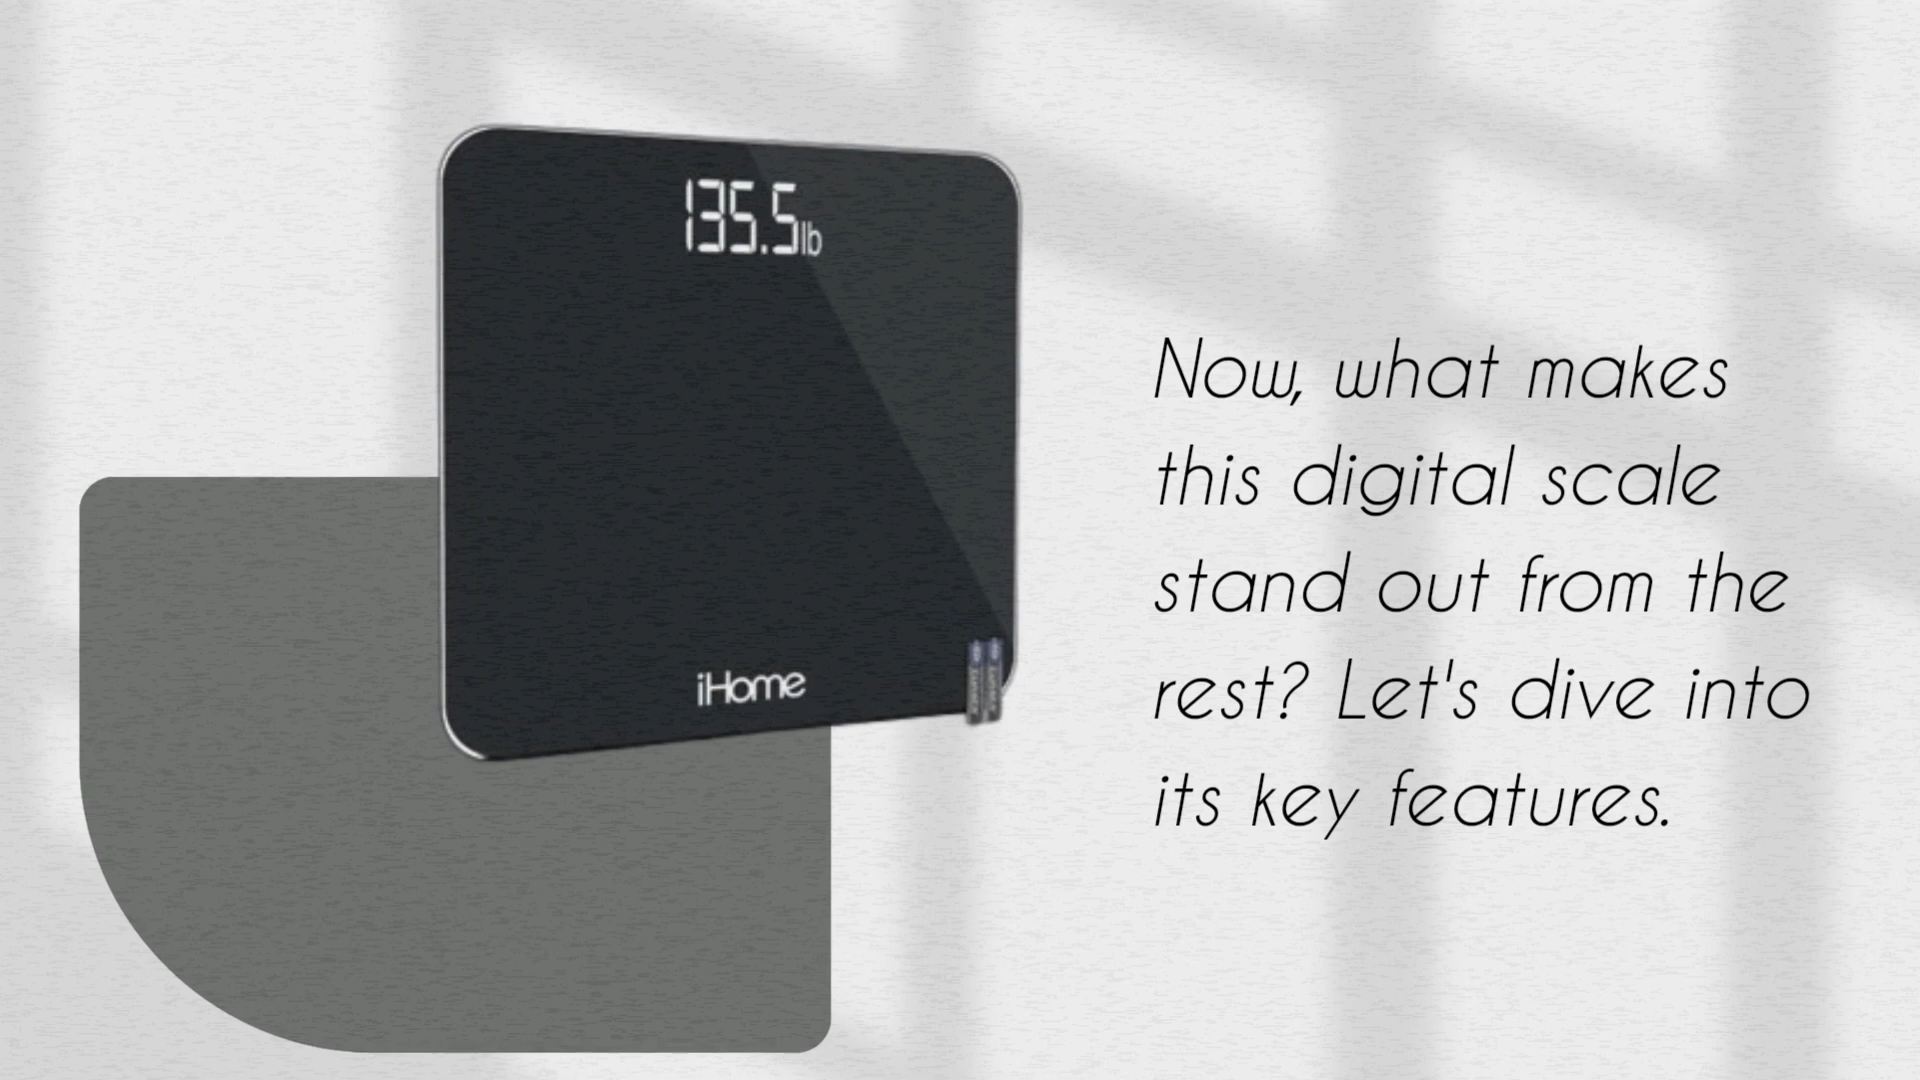 135.5lb
iHome
Now, what makes
this digital scale
stand out from the
rest? Let's dive into
its key features.